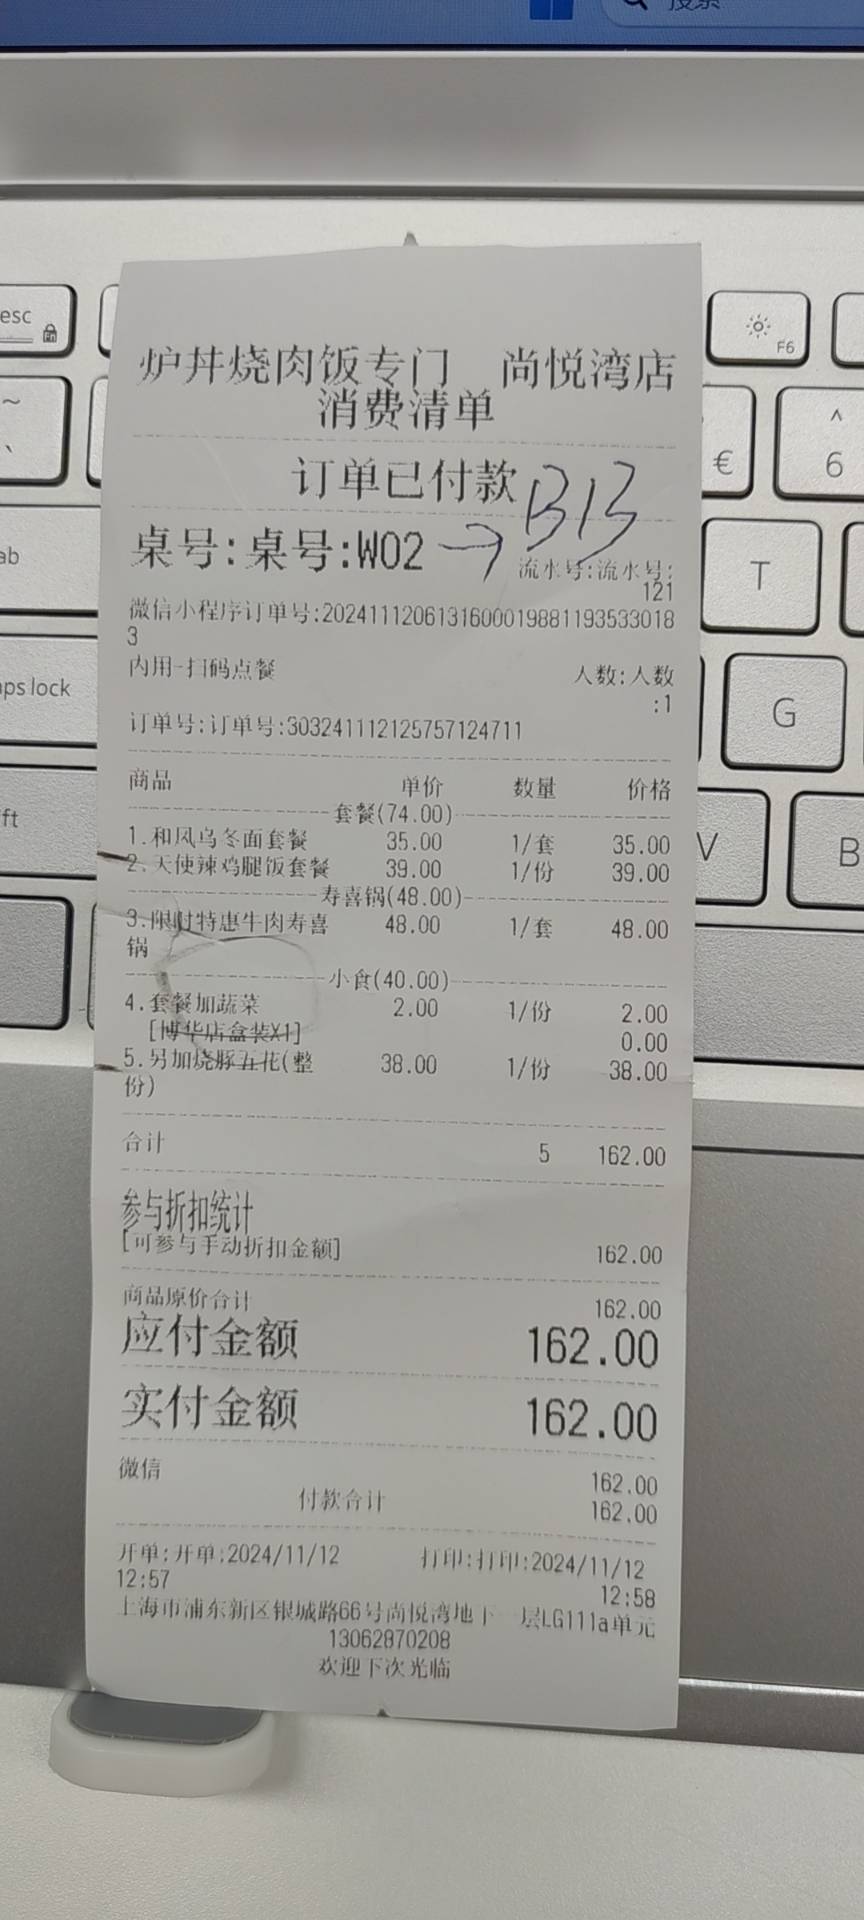 搜索
esc
Fn
F6
~
、
€
^
6
ab
T
aps lock
G
ft
V
B
炉丼烧肉饭专门 尚悦湾店
消费清单
订单已付款
B13
桌号:桌号:W02
流水号:流水号:
121
微信小程序订单号:2024111206131600019881193533018
3
内用-扫码点餐
人数:人数
:1
订单号:订单号:3032411112125757124711
商品 单价 数量 价格
套餐(74.00)
1.和风乌冬面套餐 35.00 1/套 35.00
2.天使辣鸡腿饭套餐 39.00 1/份 39.00
寿喜锅(48.00)
3.限时特惠牛肉寿喜 48.00 1/套 48.00
锅
小食(40.00)
4.套餐加蔬菜 2.00 1/份 2.00
[博华店盒装X1] 0.00
5.另加烧豚五花(整 38.00 1/份 38.00
份)
合计 5 162.00
参与折扣统计
[可参与手动折扣金额] 162.00
商品原价合计 162.00
应付金额 162.00
实付金额 162.00
微信 162.00
付款合计 162.00
开单:开单:2024/11/12 打印:打印:2024/11/12
12:57 12:58
上海市浦东新区银城路66号尚悦湾地下一层LG111a单元
13062870208
欢迎下次光临